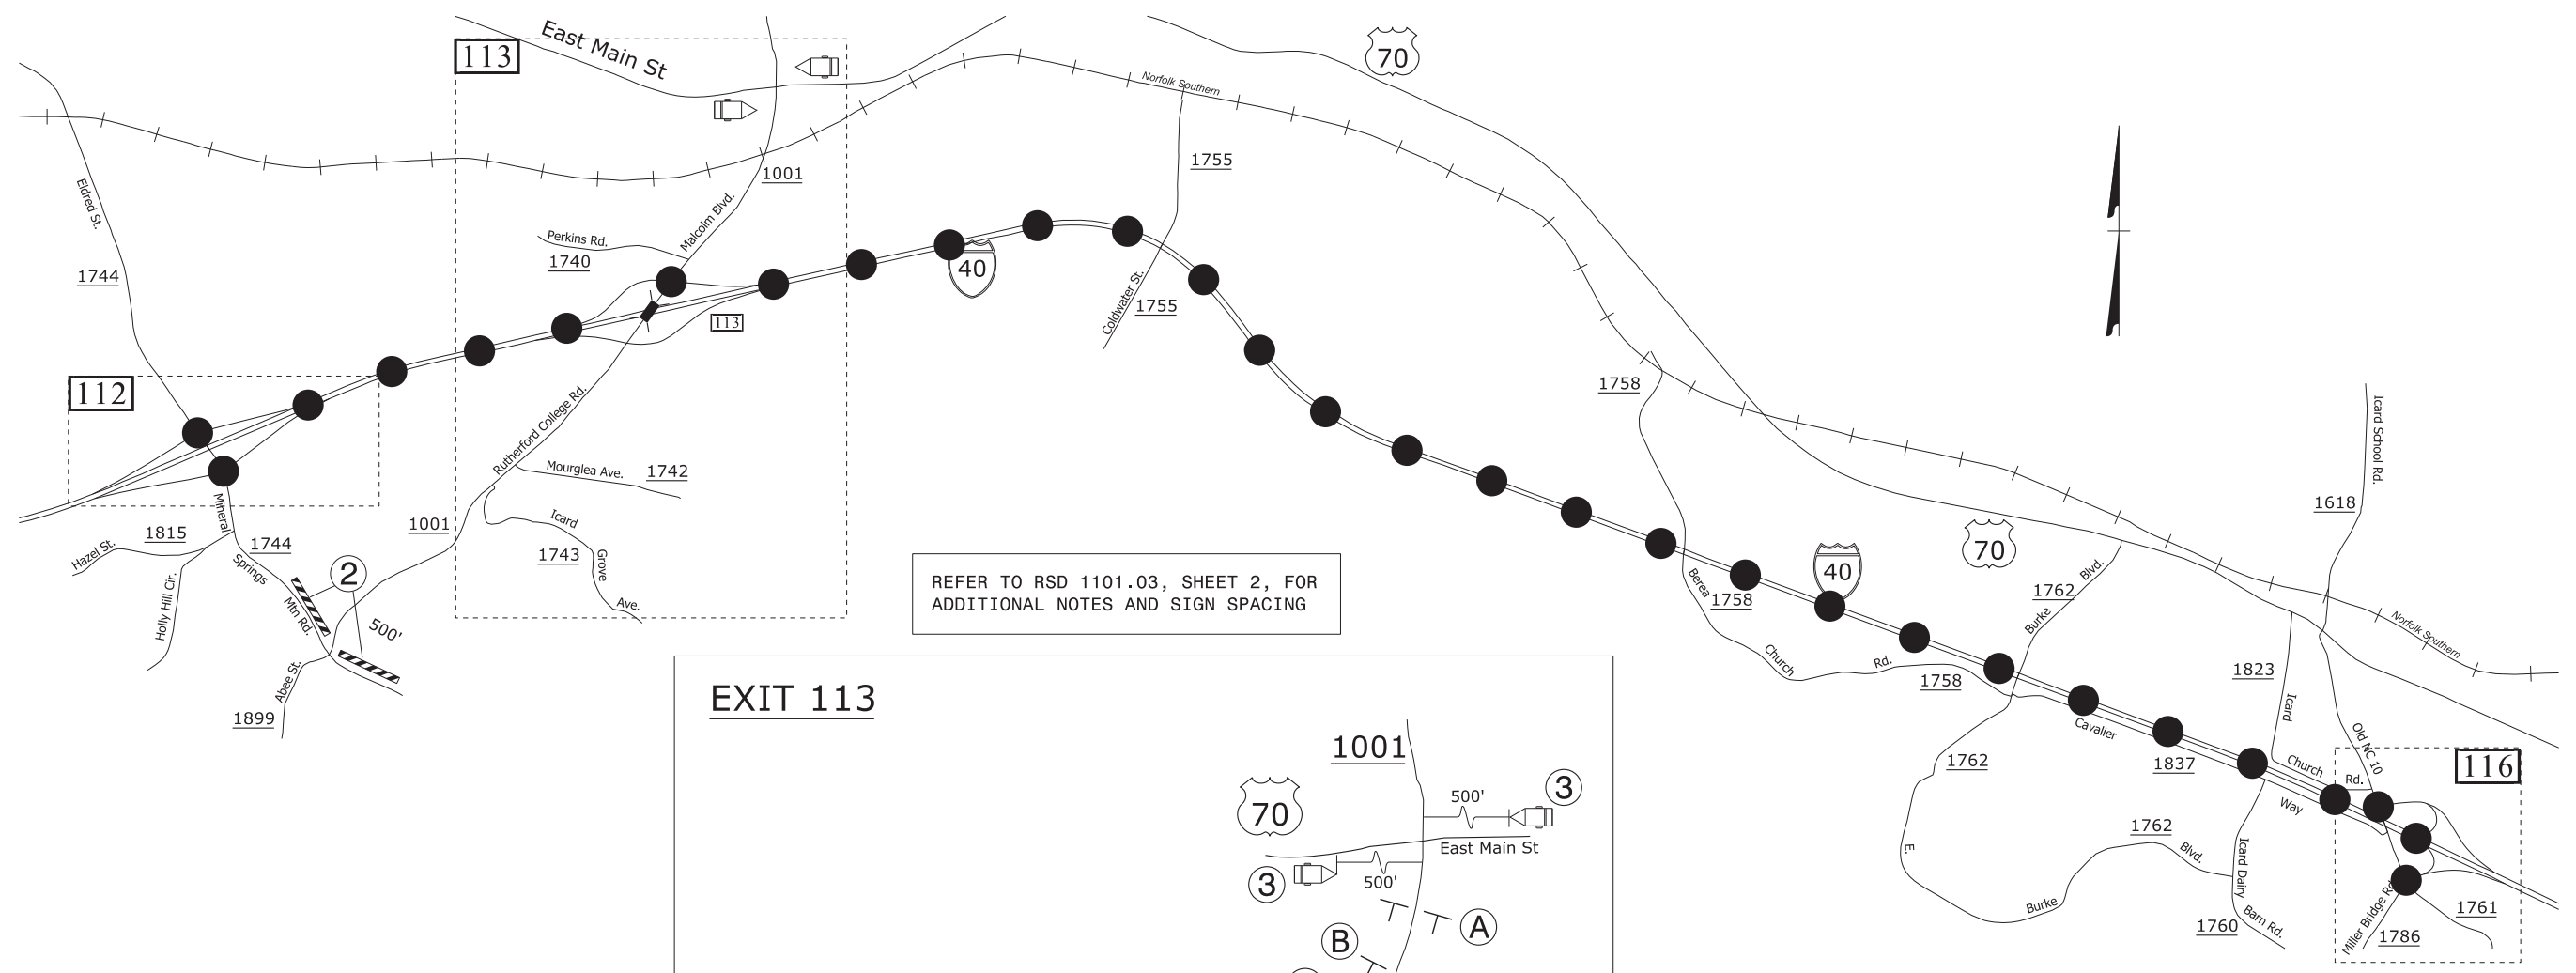 East Main St
113
70
Norfolk Southern
1755
1001
Eldred St.
Malcolm Blvd.
Perkins Rd.
1740
1744
40
Coldwater St.
1755
113
112
1758
Rutherford College Rd.
Icard School Rd.
Mourglea Ave.
1742
Mineral
1618
1001
Icard
1815
1744
Hazel St.
Springs
1743
Grove
Ave.
70
40
2
REFER TO RSD 1101.03, SHEET 2, FOR
ADDITIONAL NOTES AND SIGN SPACING
Berea
1758
1762
Blvd.
Burke
Mtn Rd.
Holly Hill Cir.
500'
Norfolk Southern
Church
Rd.
1758
1823
Icard
Abee St.
1899
EXIT 113
Cavalier
Old NC 10
1001
1762
1837
Church
Rd.
116
70
500'
3
Way
East Main St
3
500'
1762
Blvd.
Icard Dairy
E.
Burke
Barn Rd.
1760
Miller Bridge Rd.
1761
1786
A
B